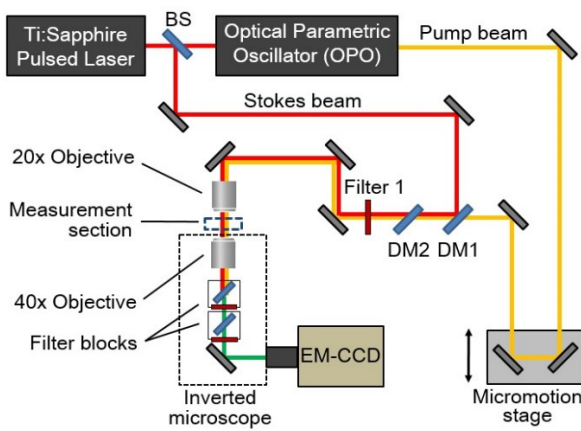 Ti:Sapphire
Pulsed Laser
BS
Optical Parametric
Oscillator (OPO)
Pump beam
Stokes beam
20x Objective
Filter 1
Measurement
section
DM2
DM1
40x Objective
Filter blocks
EM-CCD
Inverted
microscope
Micromotion
stage